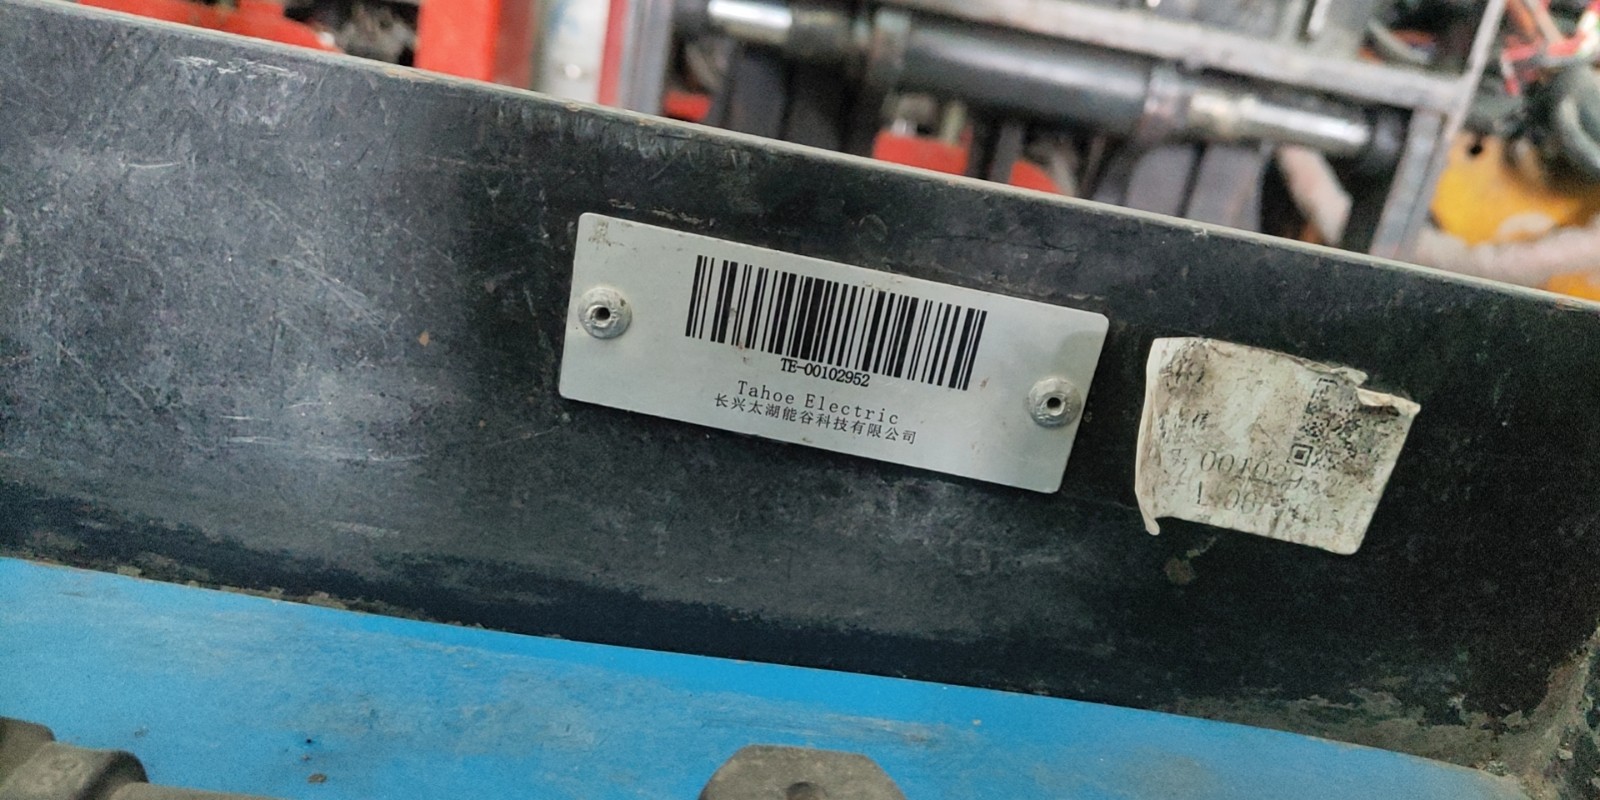 TE-00102952
Tahoe Electric
长兴太湖能谷科技有限公司